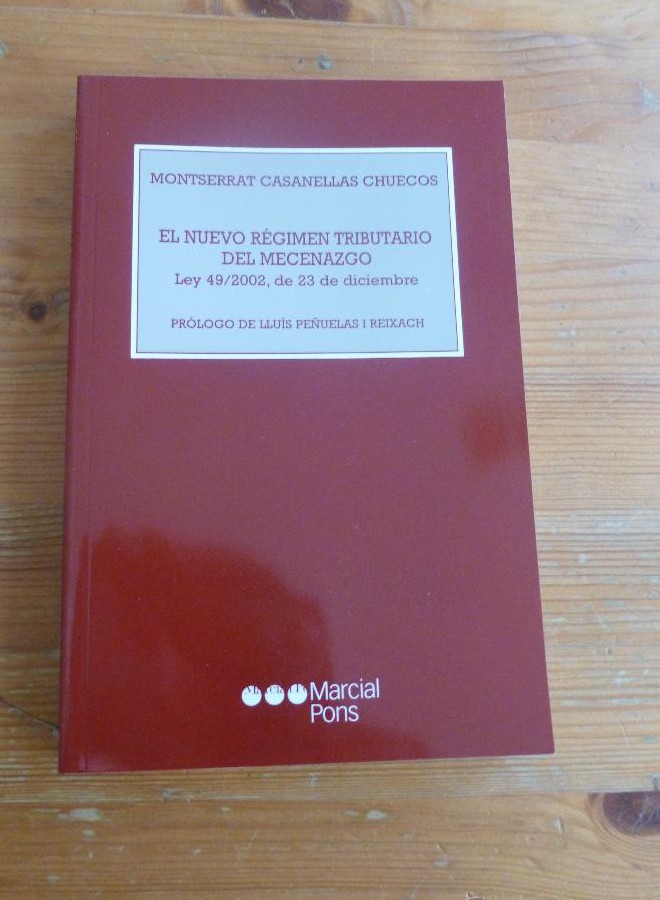 MONTSERRAT CASANELLAS CHUECOS
EL NUEVO RÉGIMEN TRIBUTARIO
DEL MECENAZGO
Ley 49/2002, de 23 de diciembre
PRÓLOGO DE LLUÍS PEÑUELAS I REIXACH
Marcial
Pons